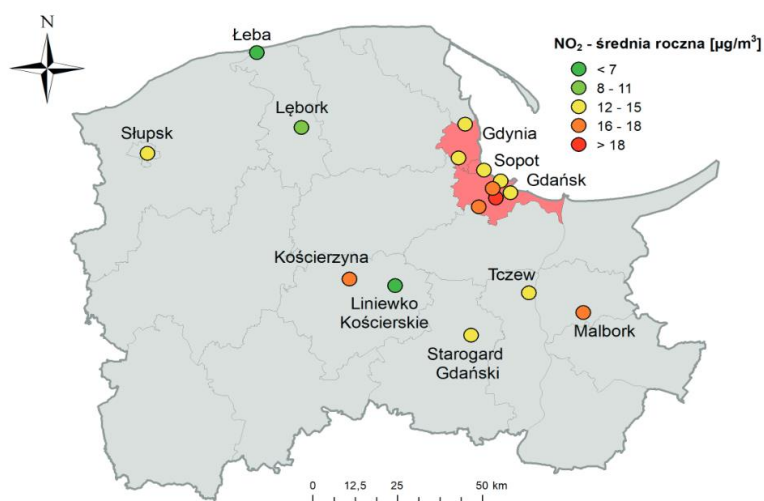 N
Łeba
NO₂ - średnia roczna [µg/m³]
< 7
8 - 11
12 - 15
16 - 18
> 18
Lębork
Słupsk
Gdynia
Sopot
Gdańsk
Kościerzyna
Liniewko
Kościerskie
Tczew
Malbork
Starogard
Gdański
0 12,5 25 50 km